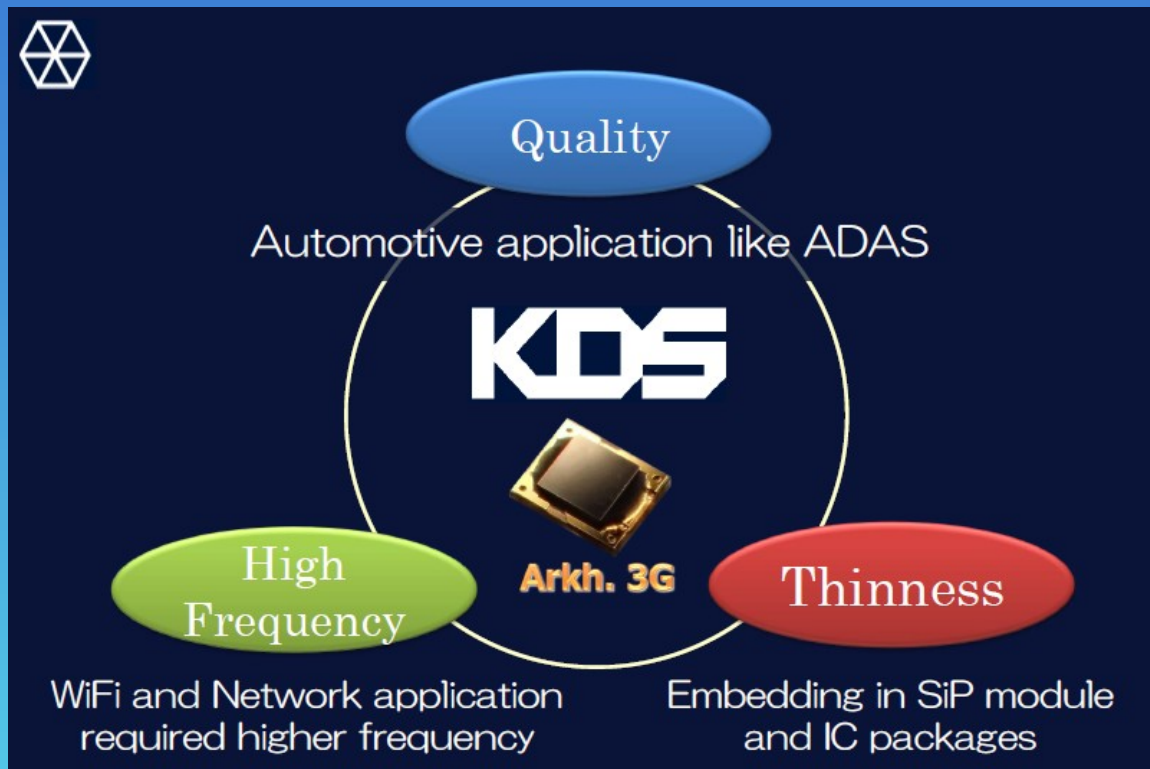 Quality
Automotive application like ADAS
KDS
Arkh. 3G
High
Frequency
Thinness
WiFi and Network application
required higher frequency
Embedding in SiP module
and IC packages